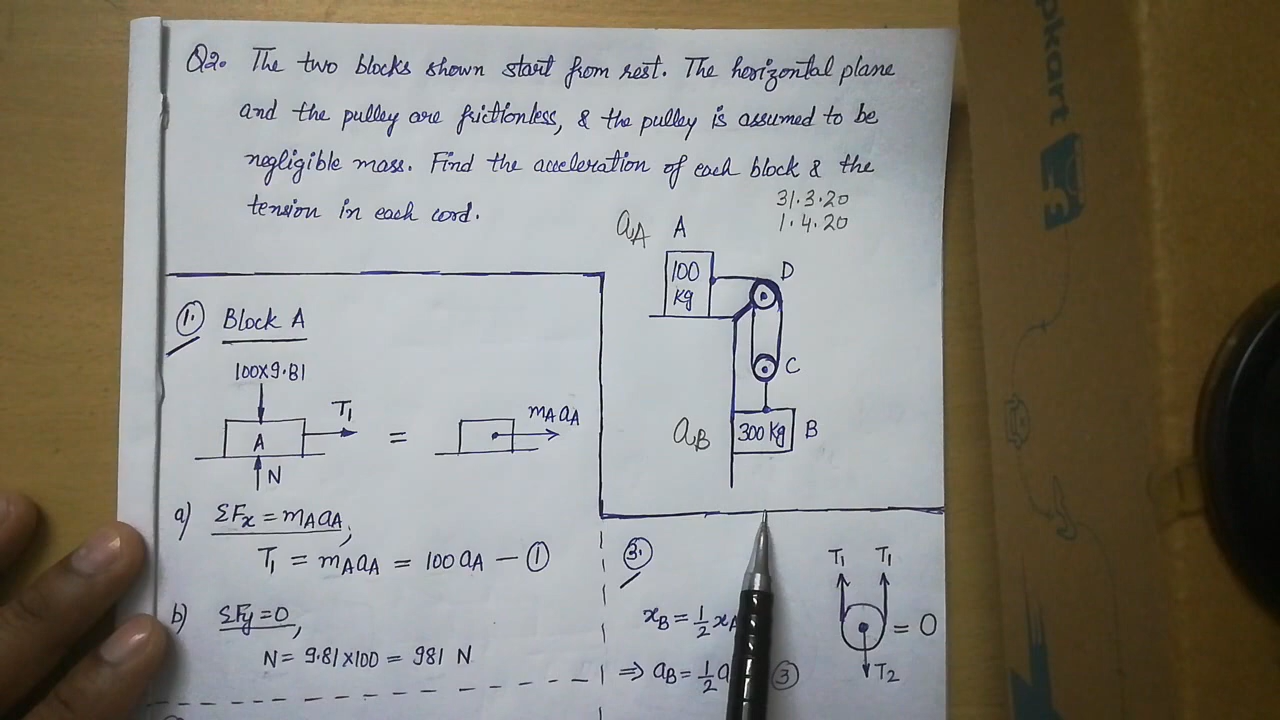 Q2. The two blocks shown start from rest. The horizontal plane
and the pulley are frictionless, & the pulley is assumed to be
negligible mass. Find the acceleration of each block & the
tension in each cord.
31.3.20
1.4.20
aA A
100
kg
D
C
aB 300 kg B
1. Block A
100x9.81
T1
A
N
=
mA aA
a) ΣFx = mAaA,
T1 = mAaA = 100 aA — ①
b) ΣFy = 0,
N = 9.81 x 100 = 981 N
3.
xB = 1/2 xA
⇒ aB = 1/2 a ③
T1 T1
= 0
T2
pkart